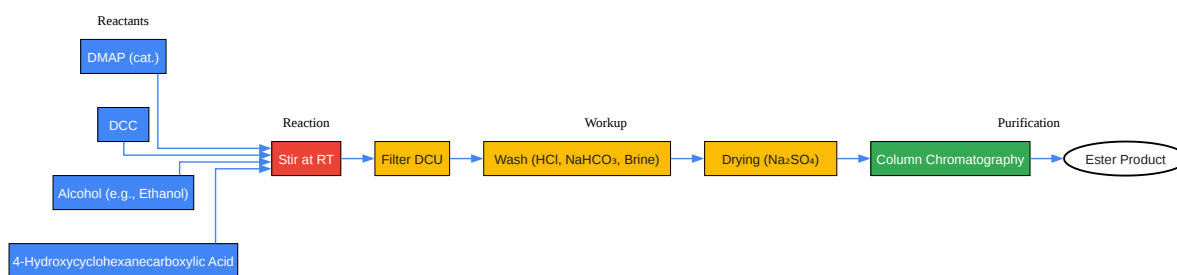 Reactants
DMAP (cat.)
DCC
Alcohol (e.g., Ethanol)
4-Hydroxycyclohexanecarboxylic Acid
Reaction
Stir at RT
Workup
Filter DCU
Wash (HCl, NaHCO₃, Brine)
Drying (Na₂SO₄)
Purification
Column Chromatography
Ester Product